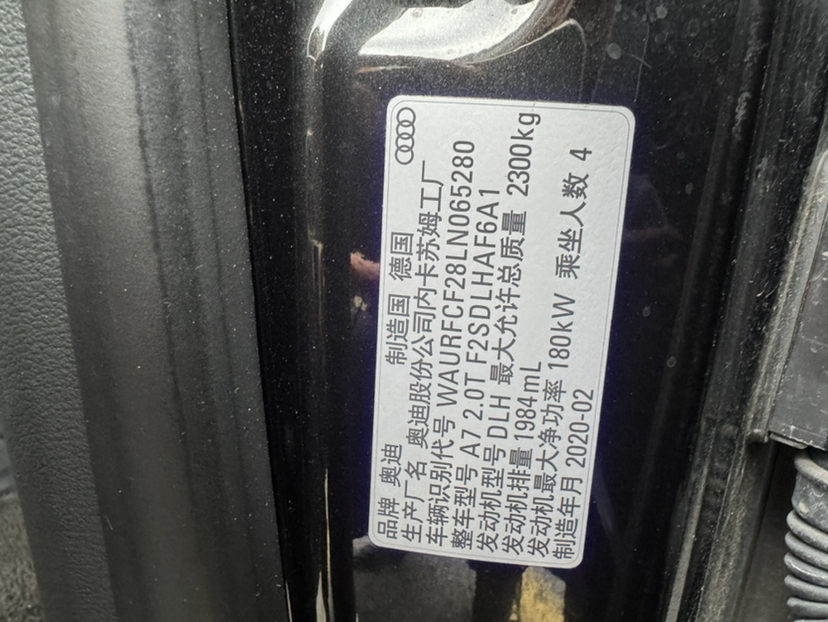 品牌 奥迪 制造国 德国
生产厂名 奥迪股份公司内卡苏姆工厂
车辆识别代号 WAURFCF28LN065280
整车型号 A7 2.0T F2SDLHAF6A1
发动机型号 DLH 最大允许总质量 2300kg
发动机排量 1984mL
发动机最大净功率 180kW 乘坐人数 4
制造年月 2020-02